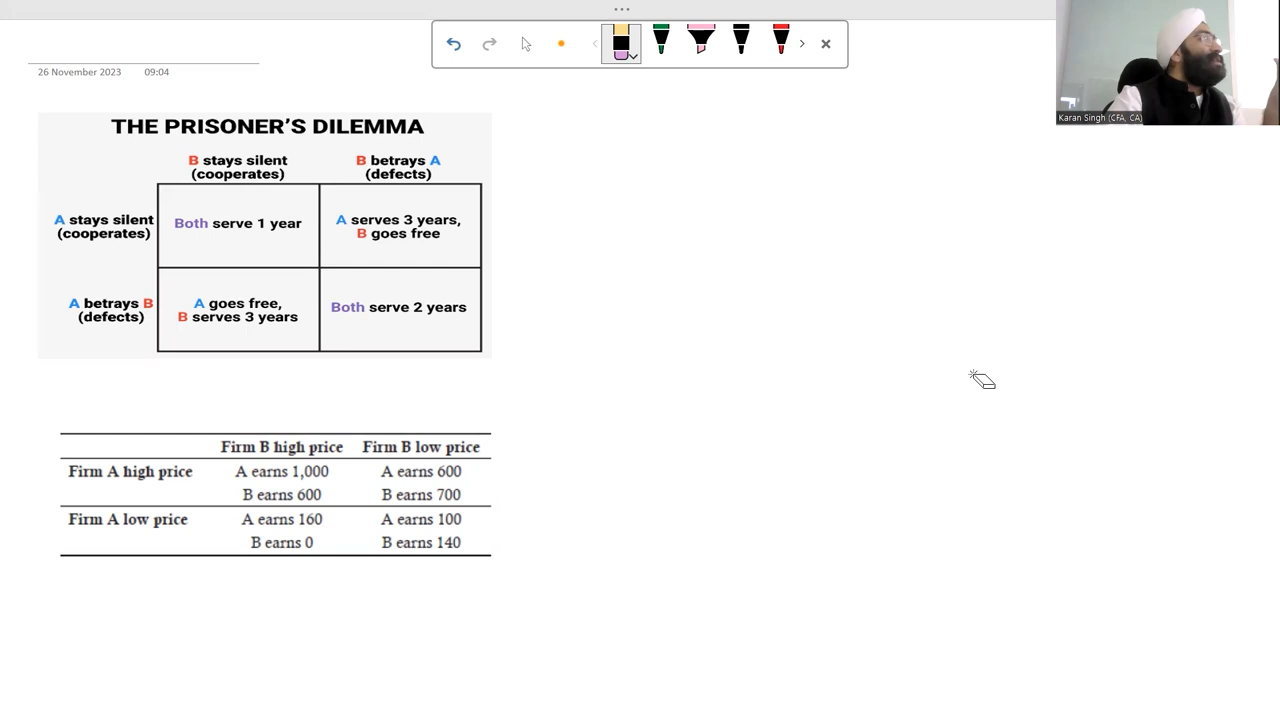 26 November 2023 09:04
Karan Singh (CFA, CA)
THE PRISONER'S DILEMMA
B stays silent
(cooperates)
B betrays A
(defects)
A stays silent
(cooperates)
Both serve 1 year
A serves 3 years,
B goes free
A betrays B
(defects)
A goes free,
B serves 3 years
Both serve 2 years
Firm B high price Firm B low price
Firm A high price A earns 1,000 A earns 600
B earns 600 B earns 700
Firm A low price A earns 160 A earns 100
B earns 0 B earns 140